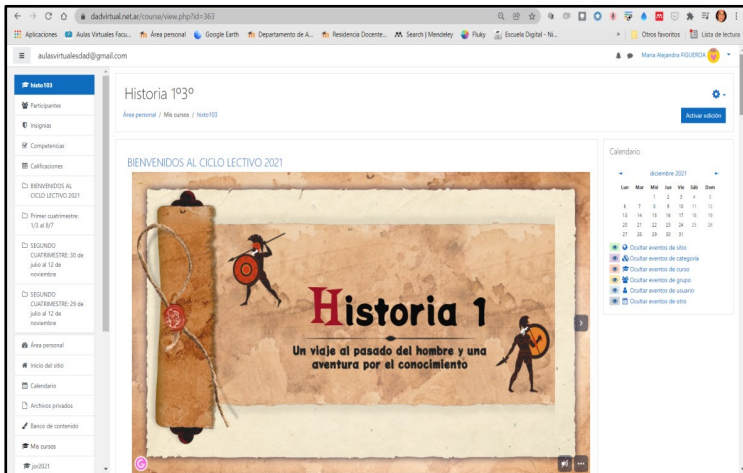 dadvirtual.net.ar/course/view.php?id=363
Aplicaciones
Aulas Virtuales Facu...
Área personal
Google Earth
Departamento de A...
Residencia Docente...
Search | Mendeley
Fluky
Escuela Digital - Ni...
»
Otros favoritos
Lista de lectura
aulasvirtualesdad@gmail.com
Maria Alejandra FIGUEROA
histo103
Participantes
Insignias
Competencias
Calificaciones
BIENVENIDOS AL
CICLO LECTIVO 2021
Primer cuatrimestre:
1/3 al 8/7
SEGUNDO
CUATRIMESTRE: 30 de
julio al 12 de
noviembre
SEGUNDO
CUATRIMESTRE: 29 de
julio al 12 de
noviembre
Área personal
Inicio del sitio
Calendario
Archivos privados
Banco de contenido
Mis cursos
jor2021
Historia 1º3º
Área personal / Mis cursos / histo103
Activar edición
BIENVENIDOS AL CICLO LECTIVO 2021
Historia 1
Un viaje al pasado del hombre y una
aventura por el conocimiento
Calendario
diciembre 2021
Lun Mar Mié Jue Vie Sáb Dom
1 2 3 4 5
6 7 8 9 10 11 12
13 14 15 16 17 18 19
20 21 22 23 24 25 26
27 28 29 30 31
Ocultar eventos de sitio
Ocultar eventos de categoría
Ocultar eventos de curso
Ocultar eventos de grupo
Ocultar eventos de usuario
Ocultar eventos de otro